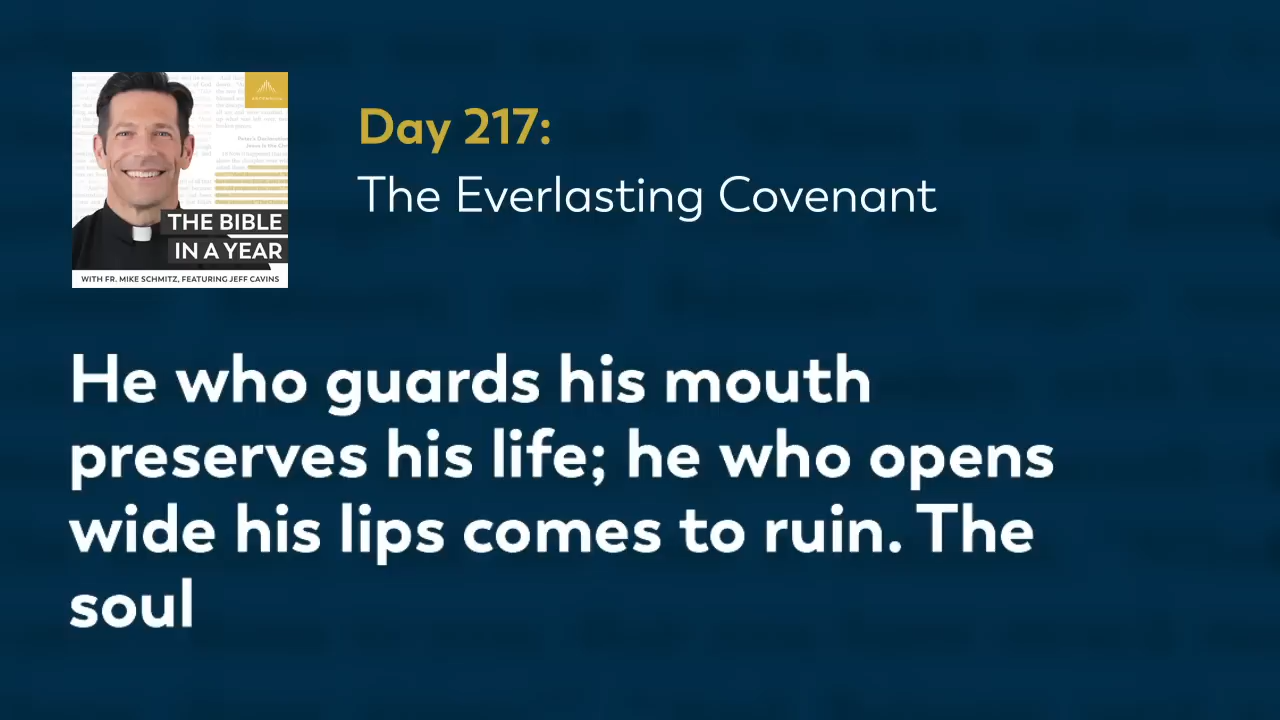 THE BIBLE
IN A YEAR
WITH FR. MIKE SCHMITZ, FEATURING JEFF CAVINS
Day 217:
The Everlasting Covenant
He who guards his mouth
preserves his life; he who opens
wide his lips comes to ruin. The
soul